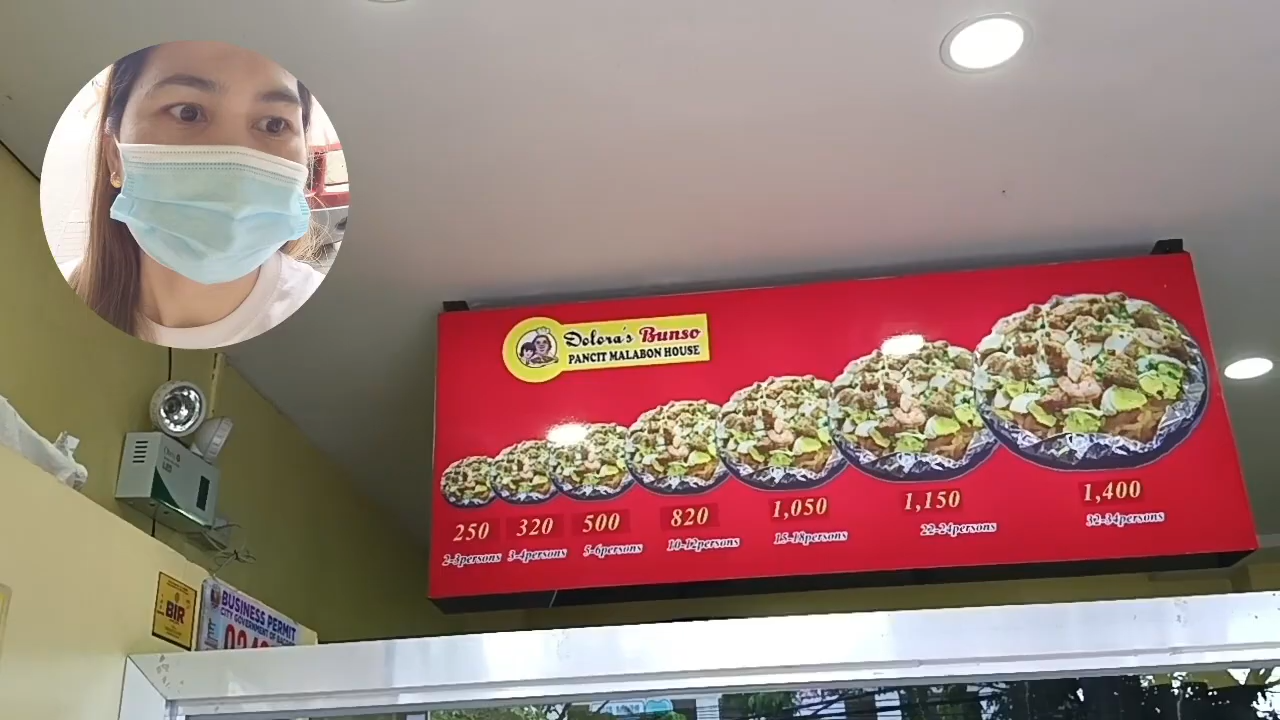 Dolora's Bunso
PANCIT MALABON HOUSE
250
2-3persons
320
3-4persons
500
5-6persons
820
10-12persons
1,050
15-18persons
1,150
22-24persons
1,400
32-34persons
BIR
BUSINESS PERMIT
CITY GOVERNMENT OF